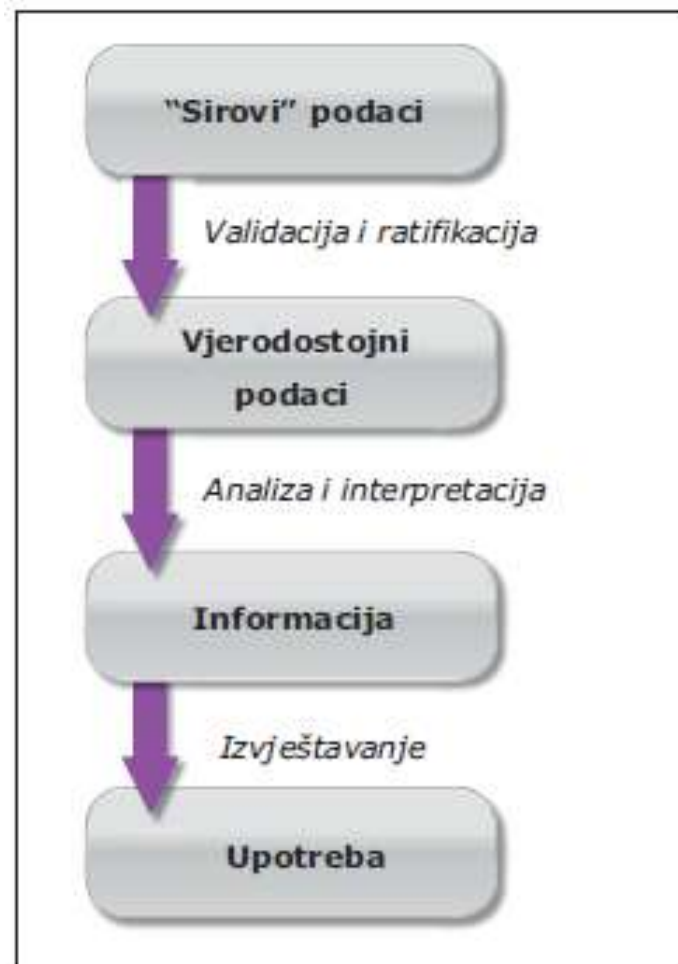 “Sirovi” podaci
Validacija i ratifikacija
Vjerodostojni
podaci
Analiza i interpretacija
Informacija
Izvještavanje
Upotreba